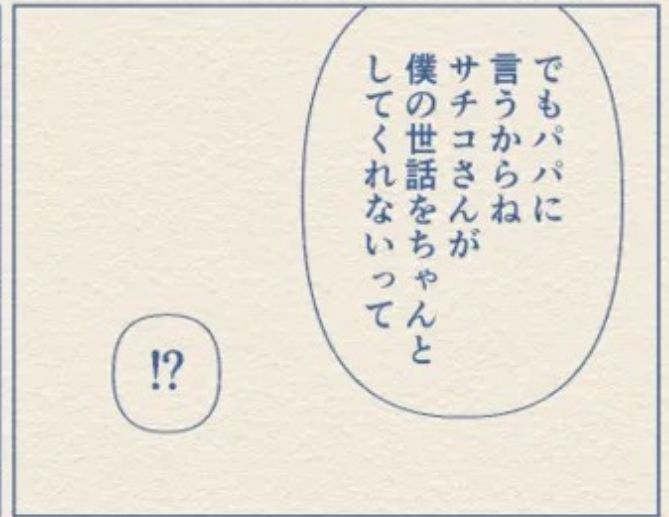 でもパパに
言うからね
サチコさんが
僕の世話をちゃんと
してくれないって
!?